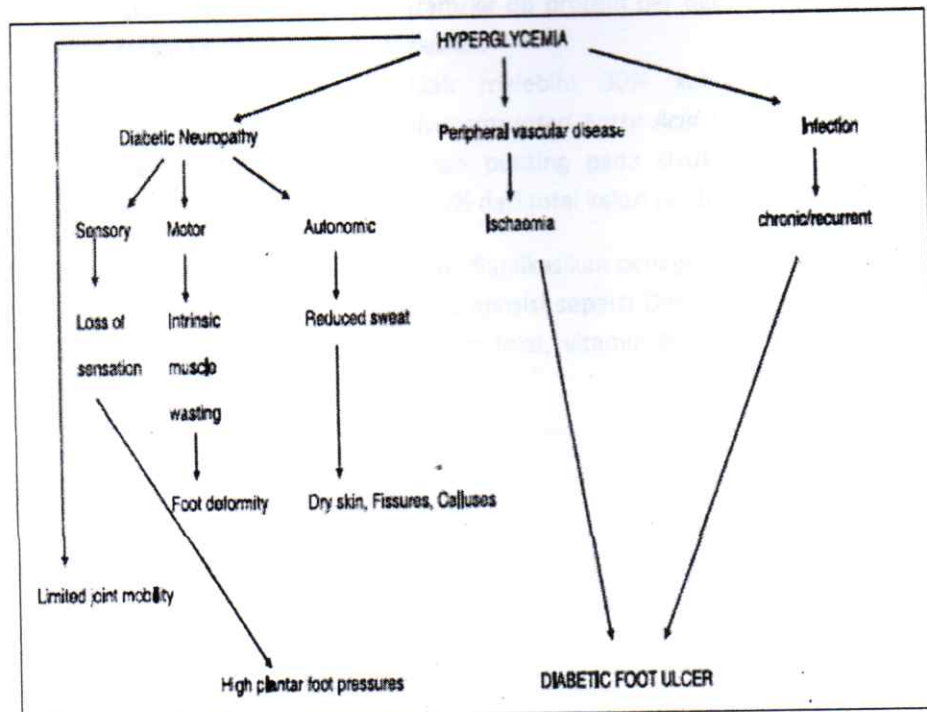 HYPERGLYCEMIA
Diabetic Neuropathy
Peripheral vascular disease
Infection
Sensory
Motor
Autonomic
Ischaemia
chronic/recurrent
Loss of
sensation
Intrinsic
muscle
wasting
Reduced sweat
Foot deformity
Dry skin, Fissures, Calluses
Limited joint mobility
High plantar foot pressures
DIABETIC FOOT ULCER